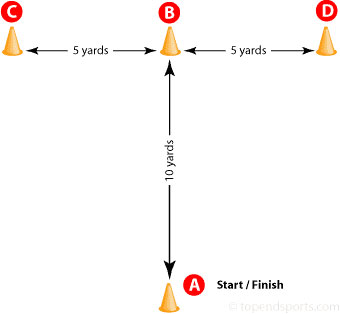 C
B
D
5 yards
5 yards
10 yards
A
Start / Finish
© topendsports.com